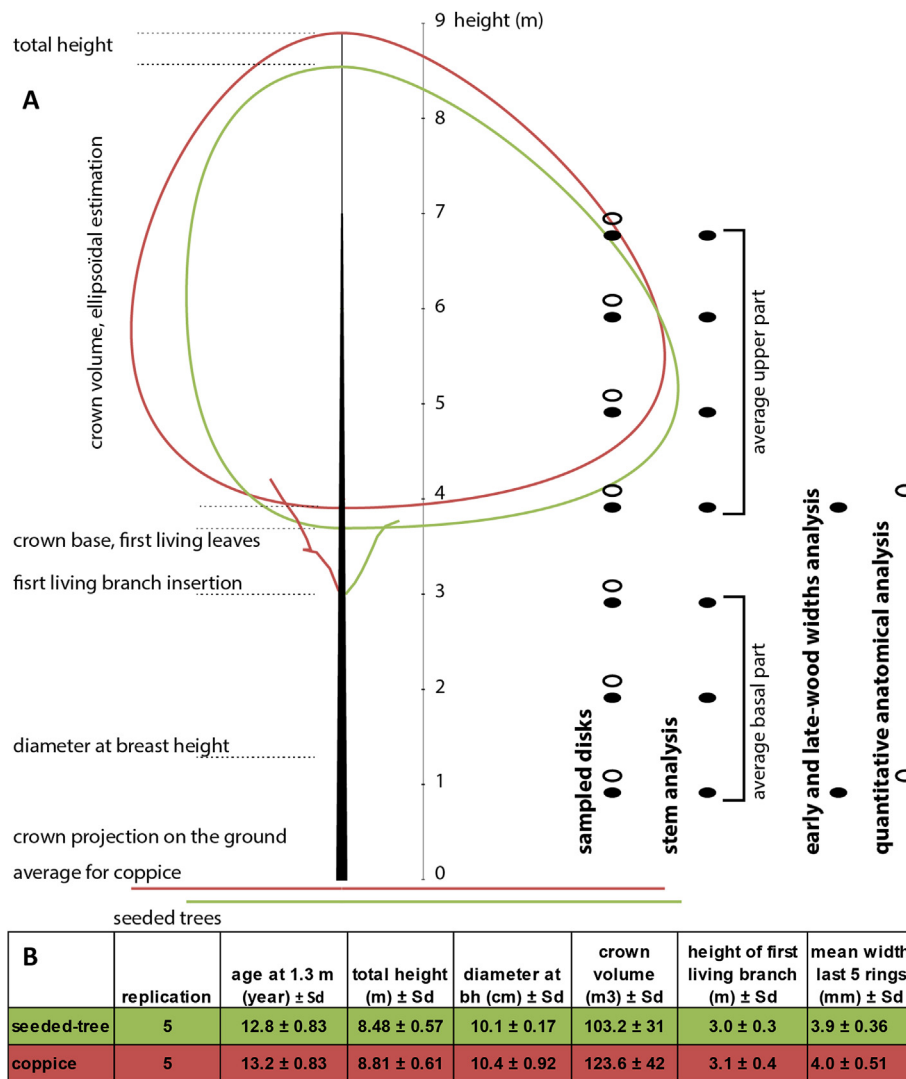 9 height (m)
total height
A
8
crown volume, ellipsoïdal estimation
7
6
5
4
crown base, first living leaves
fisrt living branch insertion
3
2
diameter at breast height
1
crown projection on the ground
average for coppice
0
seeded trees
sampled disks
stem analysis
average upper part
average basal part
early and late-wood widths analysis
quantitative anatomical analysis
B
replication
age at 1.3 m
(year) ± Sd
total height
(m) ± Sd
diameter at
bh (cm) ± Sd
crown
volume
(m3) ± Sd
height of first
living branch
(m) ± Sd
mean width
last 5 rings
(mm) ± Sd
seeded-tree 5 12.8 ± 0.83 8.48 ± 0.57 10.1 ± 0.17 103.2 ± 31 3.0 ± 0.3 3.9 ± 0.36
coppice 5 13.2 ± 0.83 8.81 ± 0.61 10.4 ± 0.92 123.6 ± 42 3.1 ± 0.4 4.0 ± 0.51